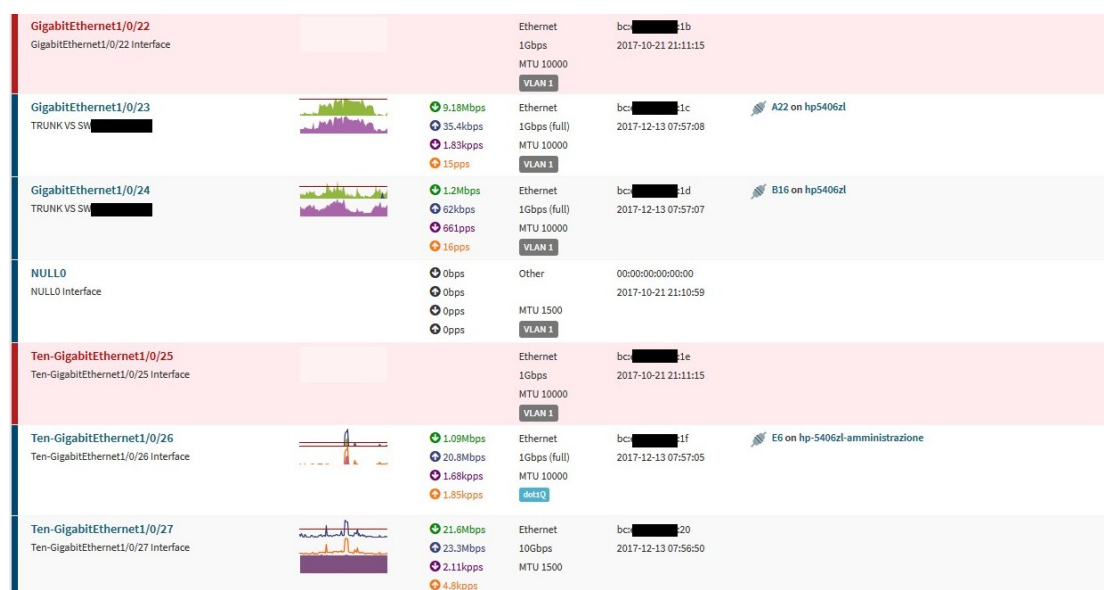 GigabitEthernet1/0/22 Ethernet bc: :1b
GigabitEthernet1/0/22 Interface 1Gbps 2017-10-21 21:11:15
MTU 10000
VLAN 1
GigabitEthernet1/0/23 9.18Mbps Ethernet bc: :1c A22 on hp5406zl
TRUNK VS SW 35.4kbps 1Gbps (full) 2017-12-13 07:57:08
1.83kpps MTU 10000
15pps VLAN 1
GigabitEthernet1/0/24 1.2Mbps Ethernet bc: :1d B16 on hp5406zl
TRUNK VS SW 62kbps 1Gbps (full) 2017-12-13 07:57:07
661pps MTU 10000
16pps VLAN 1
NULL0 0bps Other 00:00:00:00:00:00
NULL0 Interface 0bps 2017-10-21 21:10:59
0pps MTU 1500
0pps VLAN 1
Ten-GigabitEthernet1/0/25 Ethernet bc: :1e
Ten-GigabitEthernet1/0/25 Interface 1Gbps 2017-10-21 21:11:15
MTU 10000
VLAN 1
Ten-GigabitEthernet1/0/26 1.09Mbps Ethernet bc: :1f E6 on hp-5406zl-amministrazione
Ten-GigabitEthernet1/0/26 Interface 20.8Mbps 1Gbps (full) 2017-12-13 07:57:05
1.68kpps MTU 10000
1.85kpps dot1Q
Ten-GigabitEthernet1/0/27 21.6Mbps Ethernet bc: :20
Ten-GigabitEthernet1/0/27 Interface 23.3Mbps 10Gbps 2017-12-13 07:56:50
2.11kpps MTU 1500
4.8kpps